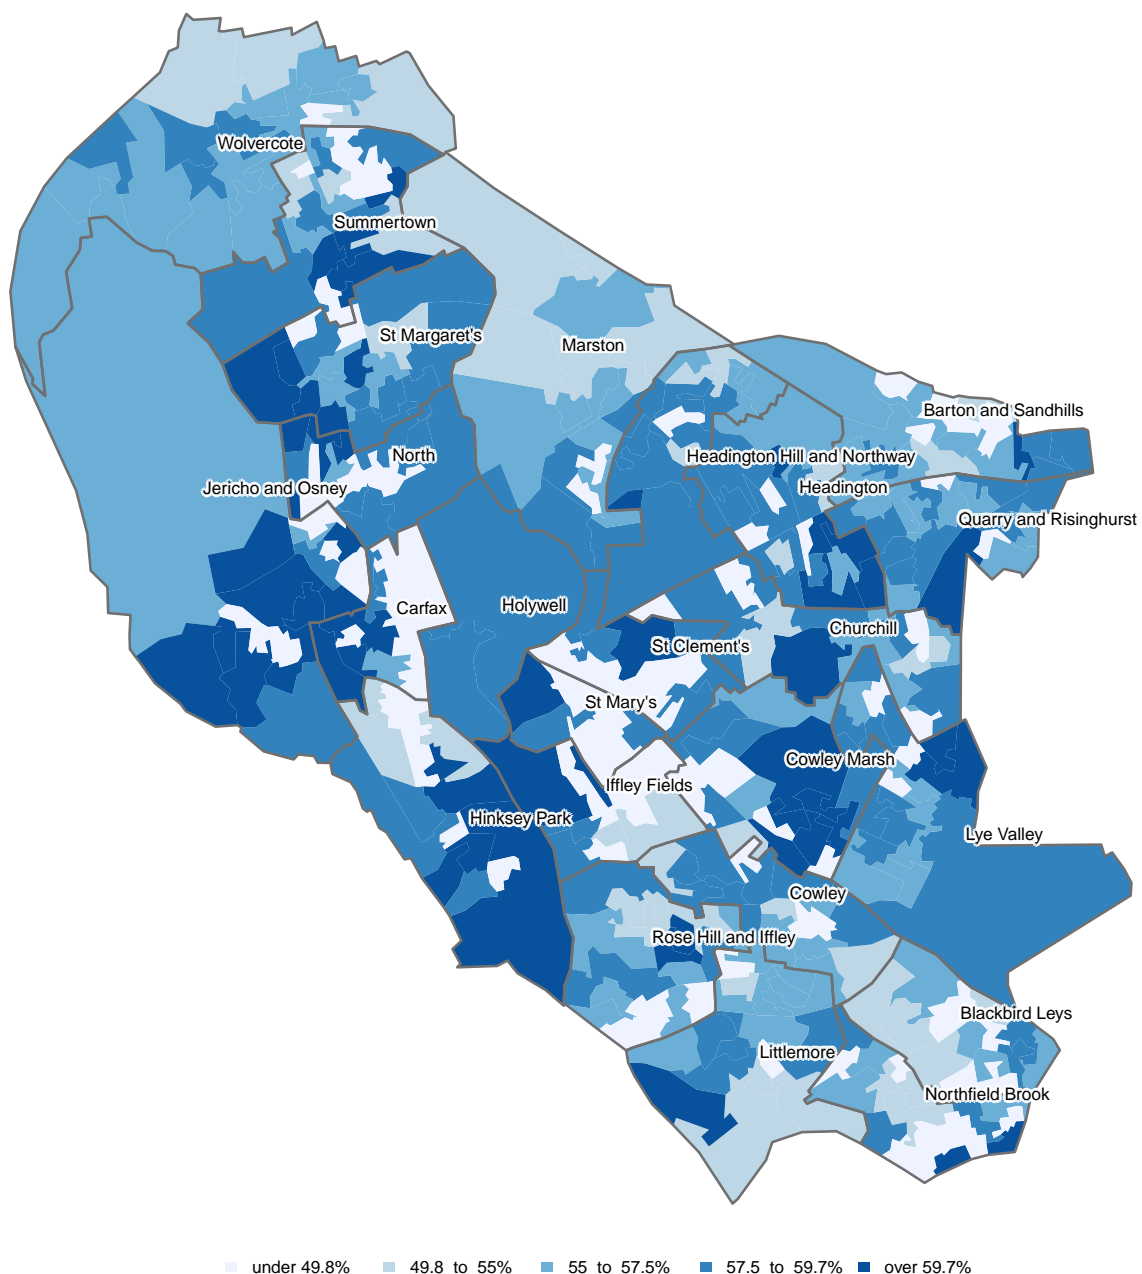 Wolvercote
Summertown
St Margaret's
Marston
Barton and Sandhills
North
Headington Hill and Northway
Jericho and Osney
Headington
Quarry and Risinghurst
Carfax
Holywell
Churchill
St Clement's
St Mary's
Cowley Marsh
Iffley Fields
Hinksey Park
Lye Valley
Cowley
Rose Hill and Iffley
Blackbird Leys
Littlemore
Northfield Brook
under 49.8% 49.8 to 55% 55 to 57.5% 57.5 to 59.7% over 59.7%